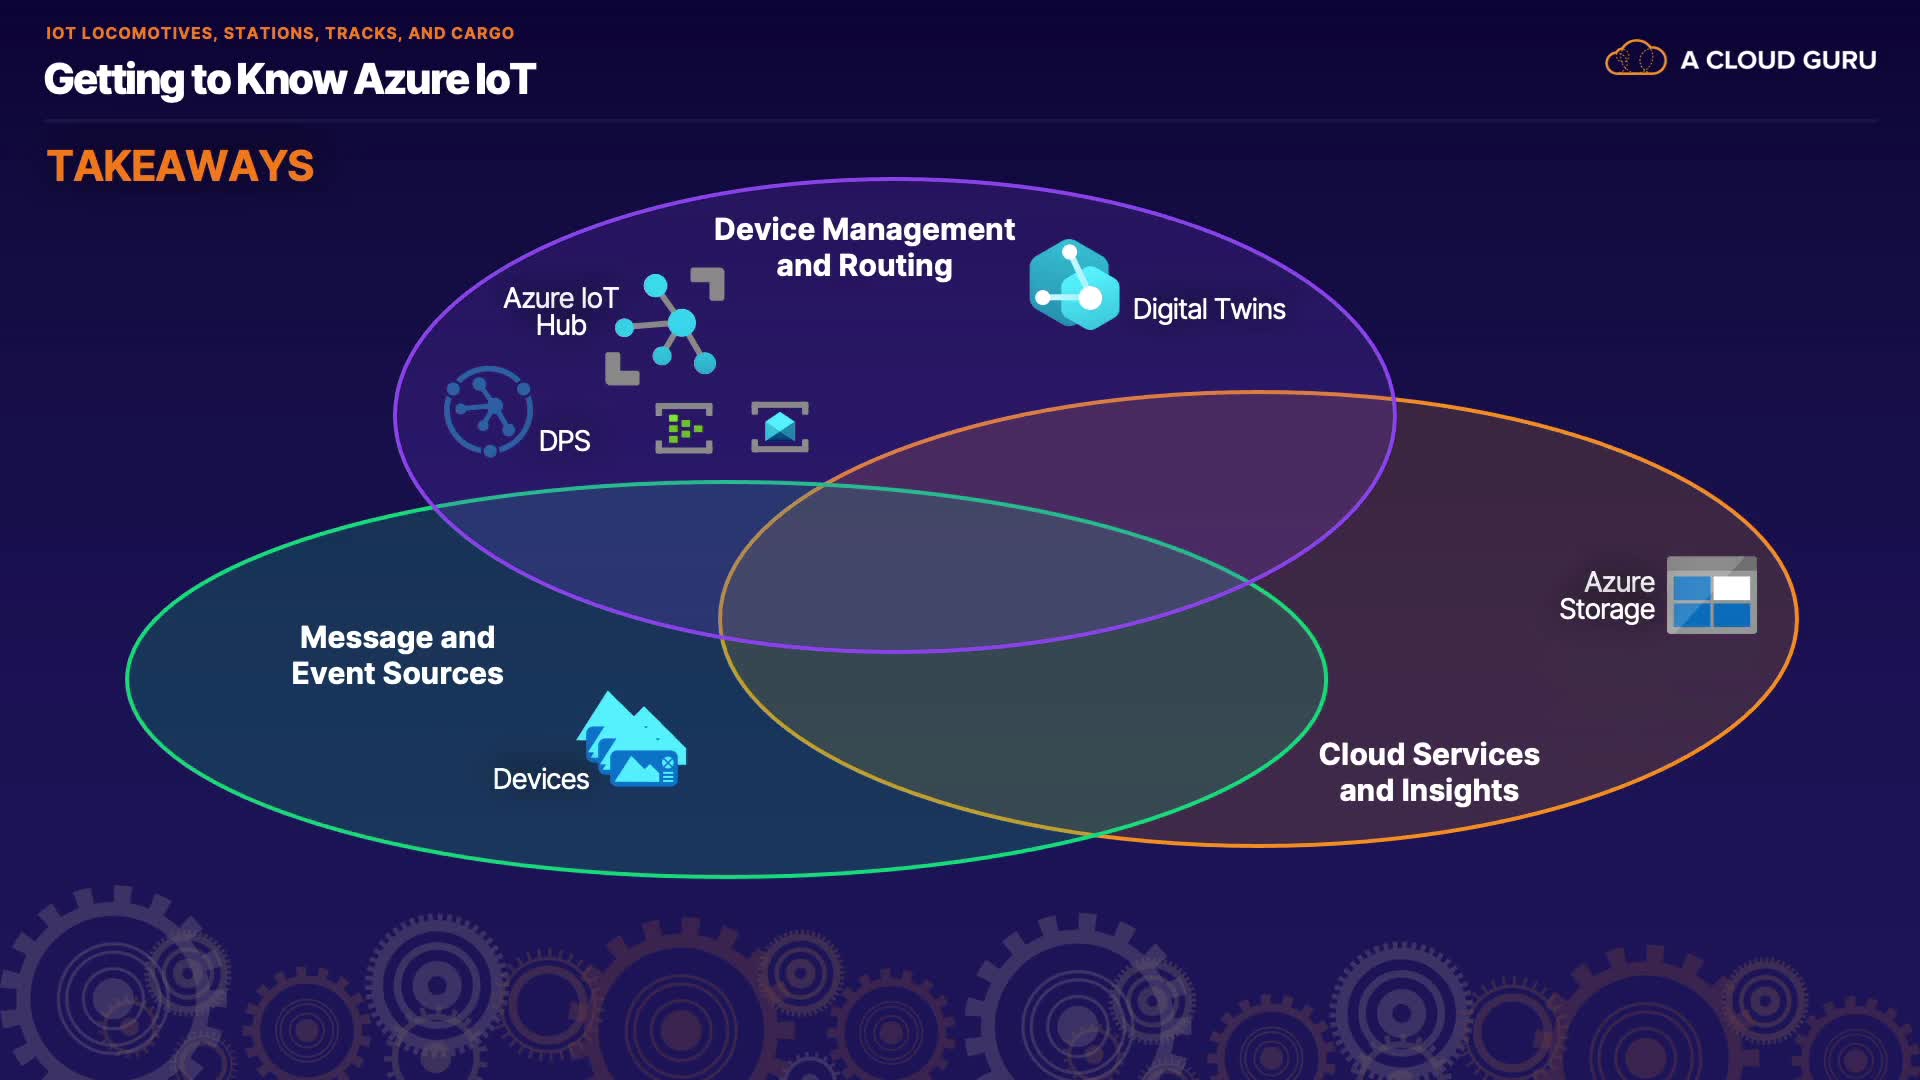 IOT LOCOMOTIVES, STATIONS, TRACKS, AND CARGO
Getting to Know Azure IoT
A CLOUD GURU
TAKEAWAYS
Device Management
and Routing
Azure IoT
Hub
Digital Twins
DPS
Azure
Storage
Message and
Event Sources
Devices
Cloud Services
and Insights